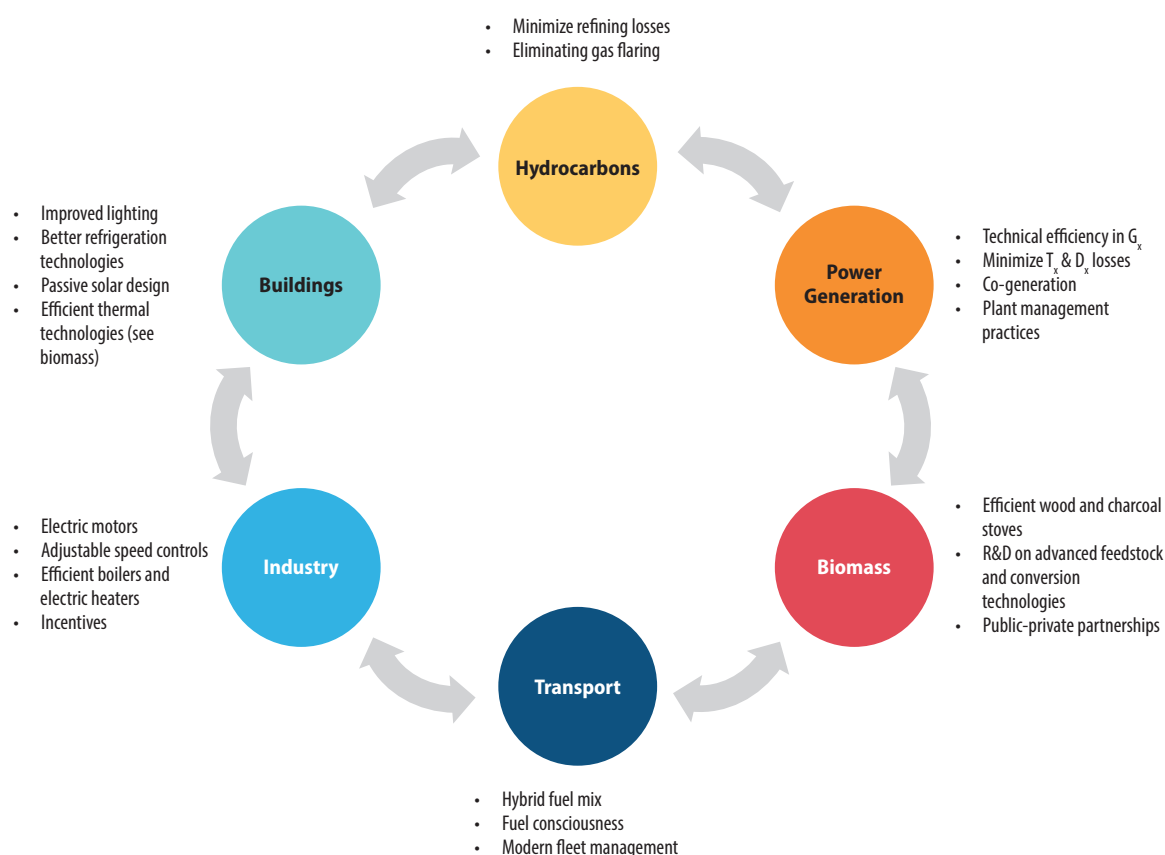 • Minimize refining losses
• Eliminating gas flaring
Hydrocarbons
Power
Generation
• Technical efficiency in Gx
• Minimize Tx & Dx losses
• Co-generation
• Plant management
practices
Biomass
• Efficient wood and charcoal
stoves
• R&D on advanced feedstock
and conversion
technologies
• Public-private partnerships
Transport
• Hybrid fuel mix
• Fuel consciousness
• Modern fleet management
Industry
• Electric motors
• Adjustable speed controls
• Efficient boilers and
electric heaters
• Incentives
Buildings
• Improved lighting
• Better refrigeration
technologies
• Passive solar design
• Efficient thermal
technologies (see
biomass)